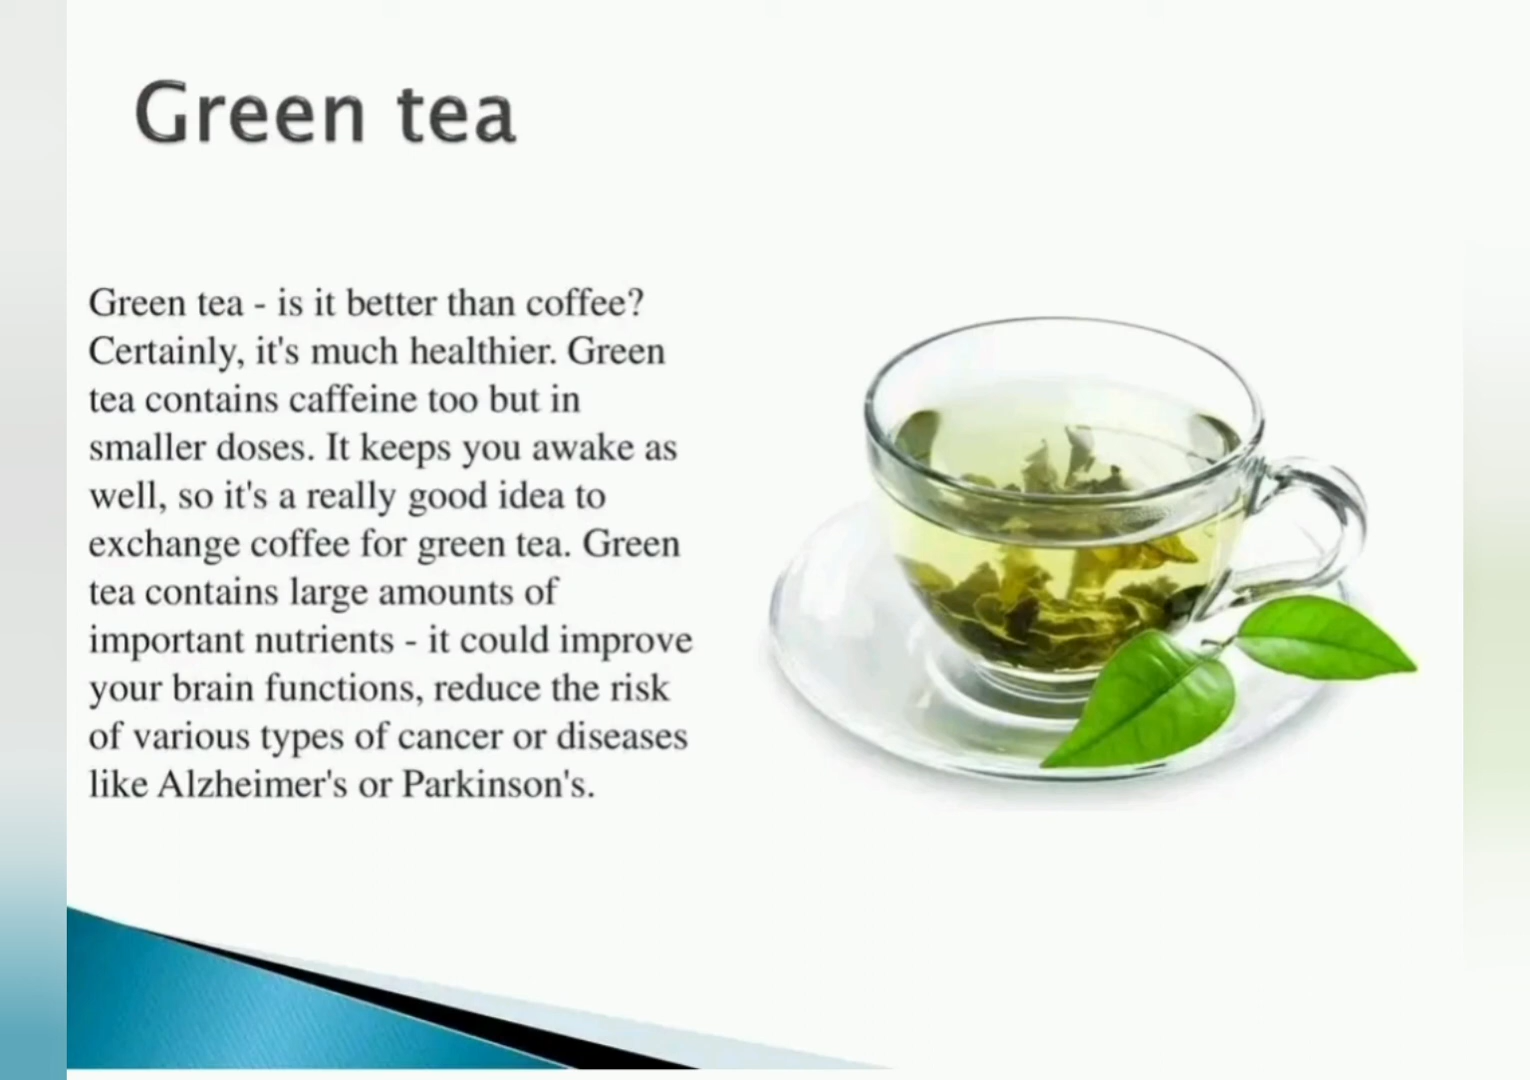 Green tea
Green tea - is it better than coffee?
Certainly, it's much healthier. Green
tea contains caffeine too but in
smaller doses. It keeps you awake as
well, so it's a really good idea to
exchange coffee for green tea. Green
tea contains large amounts of
important nutrients - it could improve
your brain functions, reduce the risk
of various types of cancer or diseases
like Alzheimer's or Parkinson's.